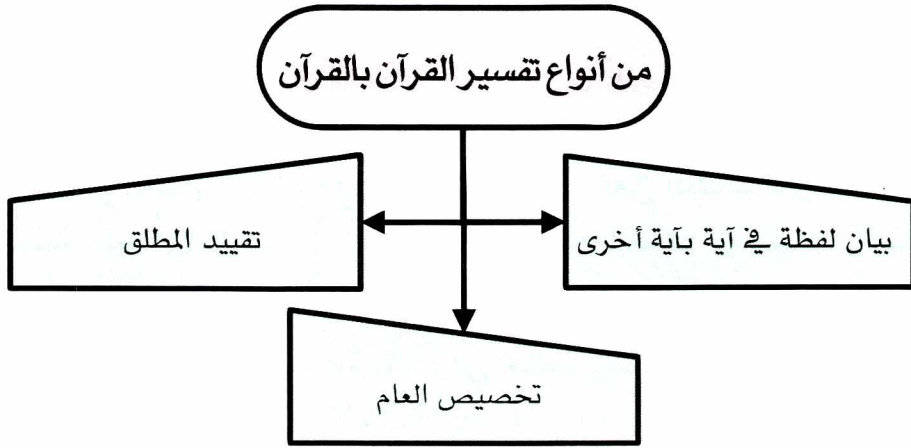 من أنواع تفسير القرآن بالقرآن
بيان لفظة في آية بآية أخرى
تقييد المطلق
تخصيص العام